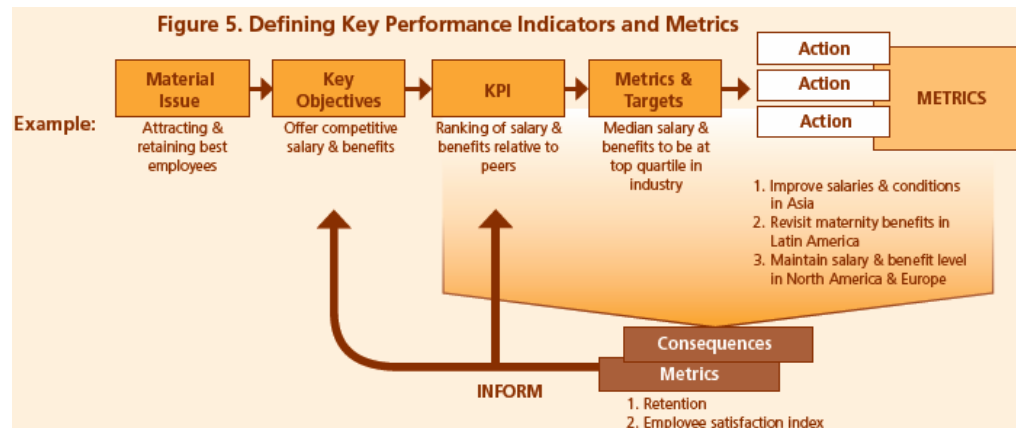 Figure 5. Defining Key Performance Indicators and Metrics
Example:
Material
Issue
Attracting &
retaining best
employees
Key
Objectives
Offer competitive
salary & benefits
KPI
Ranking of salary &
benefits relative to
peers
Metrics &
Targets
Median salary &
benefits to be at
top quartile in
industry
Action
Action
Action
METRICS
1. Improve salaries & conditions
in Asia
2. Revisit maternity benefits in
Latin America
3. Maintain salary & benefit level
in North America & Europe
Consequences
Metrics
INFORM
1. Retention
2. Employee satisfaction index